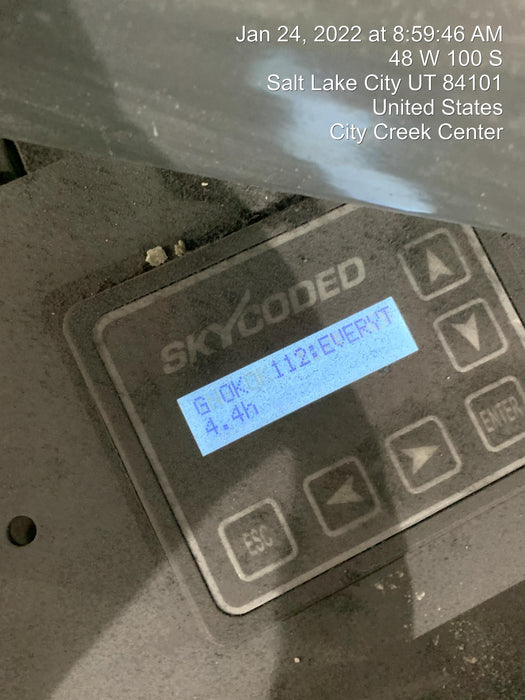 Jan 24, 2022 at 8:59:46 AM
48 W 100 S
Salt Lake City UT 84101
United States
City Creek Center
SKYCODED
G OK 112:EVERYT
4.4h
ENTER
ESC